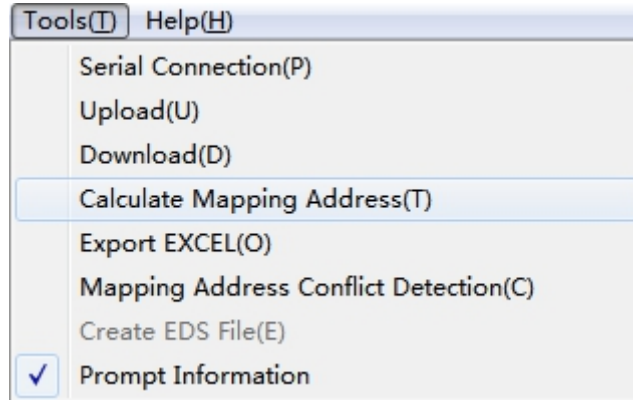 Tools(T) Help(H)
Serial Connection(P)
Upload(U)
Download(D)
Calculate Mapping Address(T)
Export EXCEL(O)
Mapping Address Conflict Detection(C)
Create EDS File(E)
Prompt Information